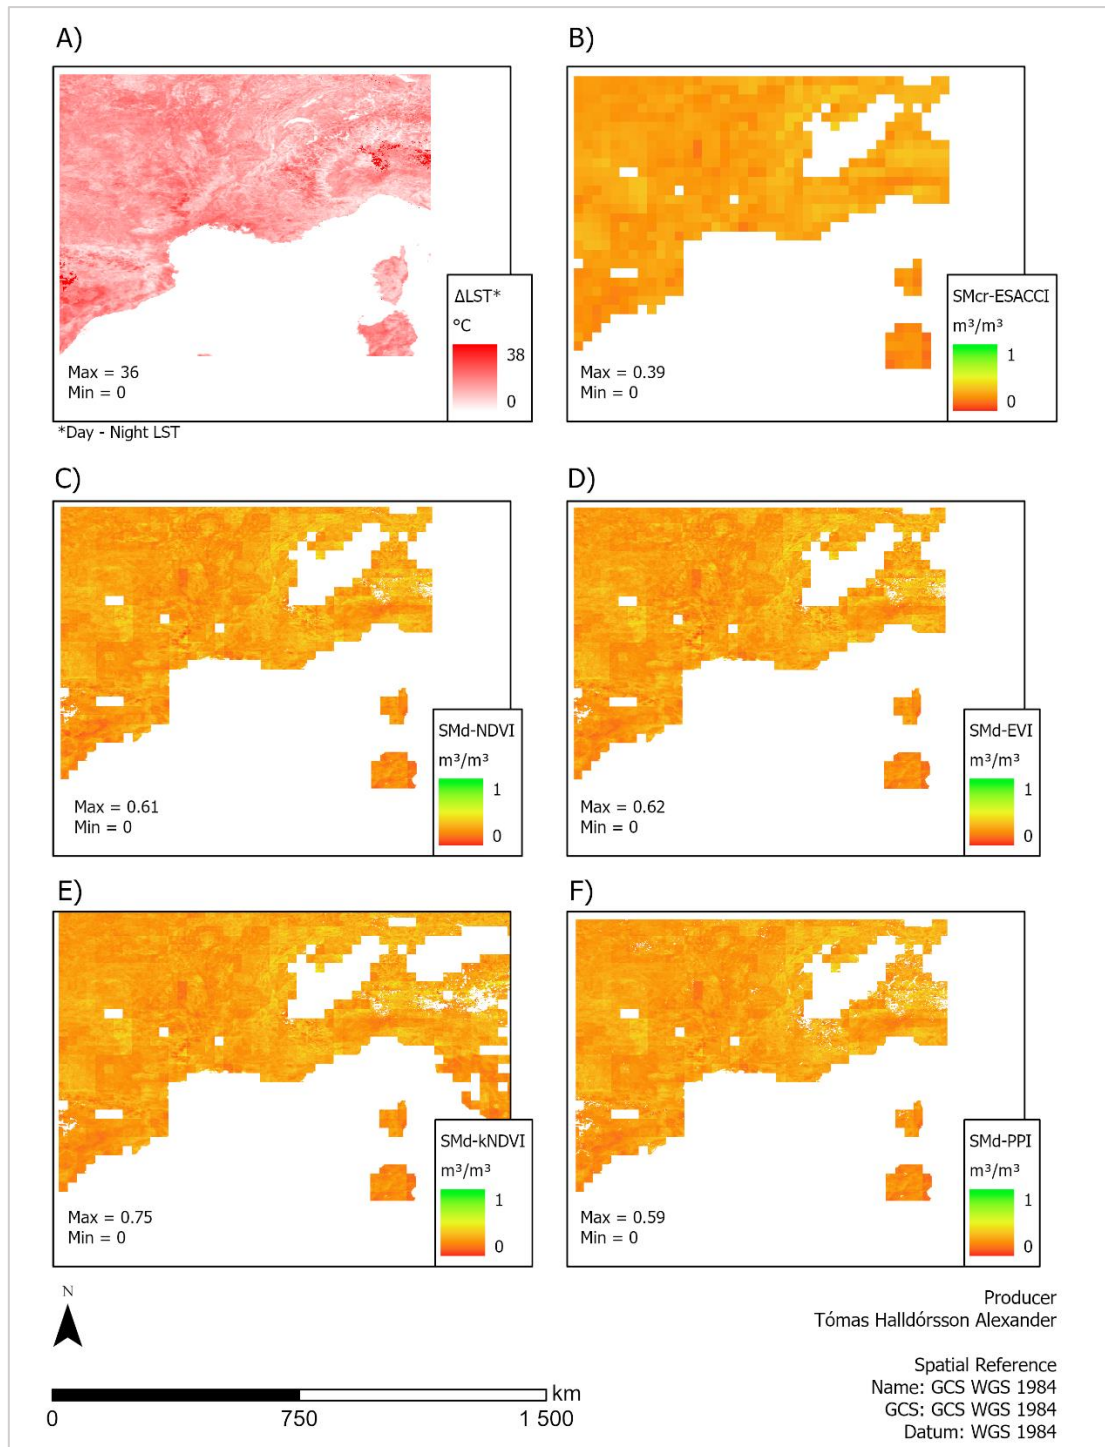 A)
ΔLST*
°C
38
0
Max = 36
Min = 0
*Day - Night LST
B)
SMcr-ESACCI
m³/m³
1
0
Max = 0.39
Min = 0
C)
SMd-NDVI
m³/m³
1
0
Max = 0.61
Min = 0
D)
SMd-EVI
m³/m³
1
0
Max = 0.62
Min = 0
E)
SMd-kNDVI
m³/m³
1
0
Max = 0.75
Min = 0
F)
SMd-PPI
m³/m³
1
0
Max = 0.59
Min = 0
N
km
0 750 1 500
Producer
Tómas Halldórsson Alexander
Spatial Reference
Name: GCS WGS 1984
GCS: GCS WGS 1984
Datum: WGS 1984